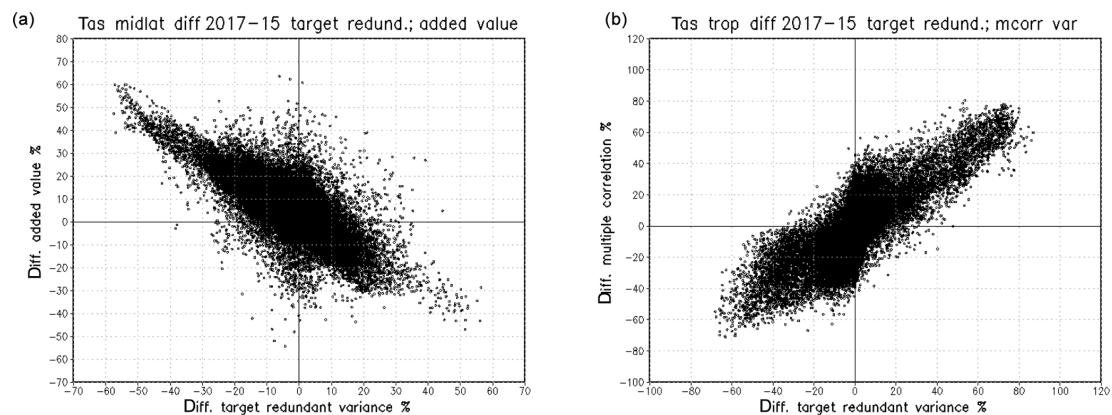 (a)
Tas midlat diff 2017-15 target redund.; added value
80
70
60
50
40
30
20
10
0
-10
-20
-30
-40
-50
-60
-70
Diff. added value %
-70 -60 -50 -40 -30 -20 -10 0 10 20 30 40 50 60 70
Diff. target redundant variance %
(b)
Tas trop diff 2017-15 target redund.; mcorr var
120
100
80
60
40
20
0
-20
-40
-60
-80
-100
Diff. multiple correlation %
-100 -80 -60 -40 -20 0 20 40 60 80 100 120
Diff. target redundant variance %